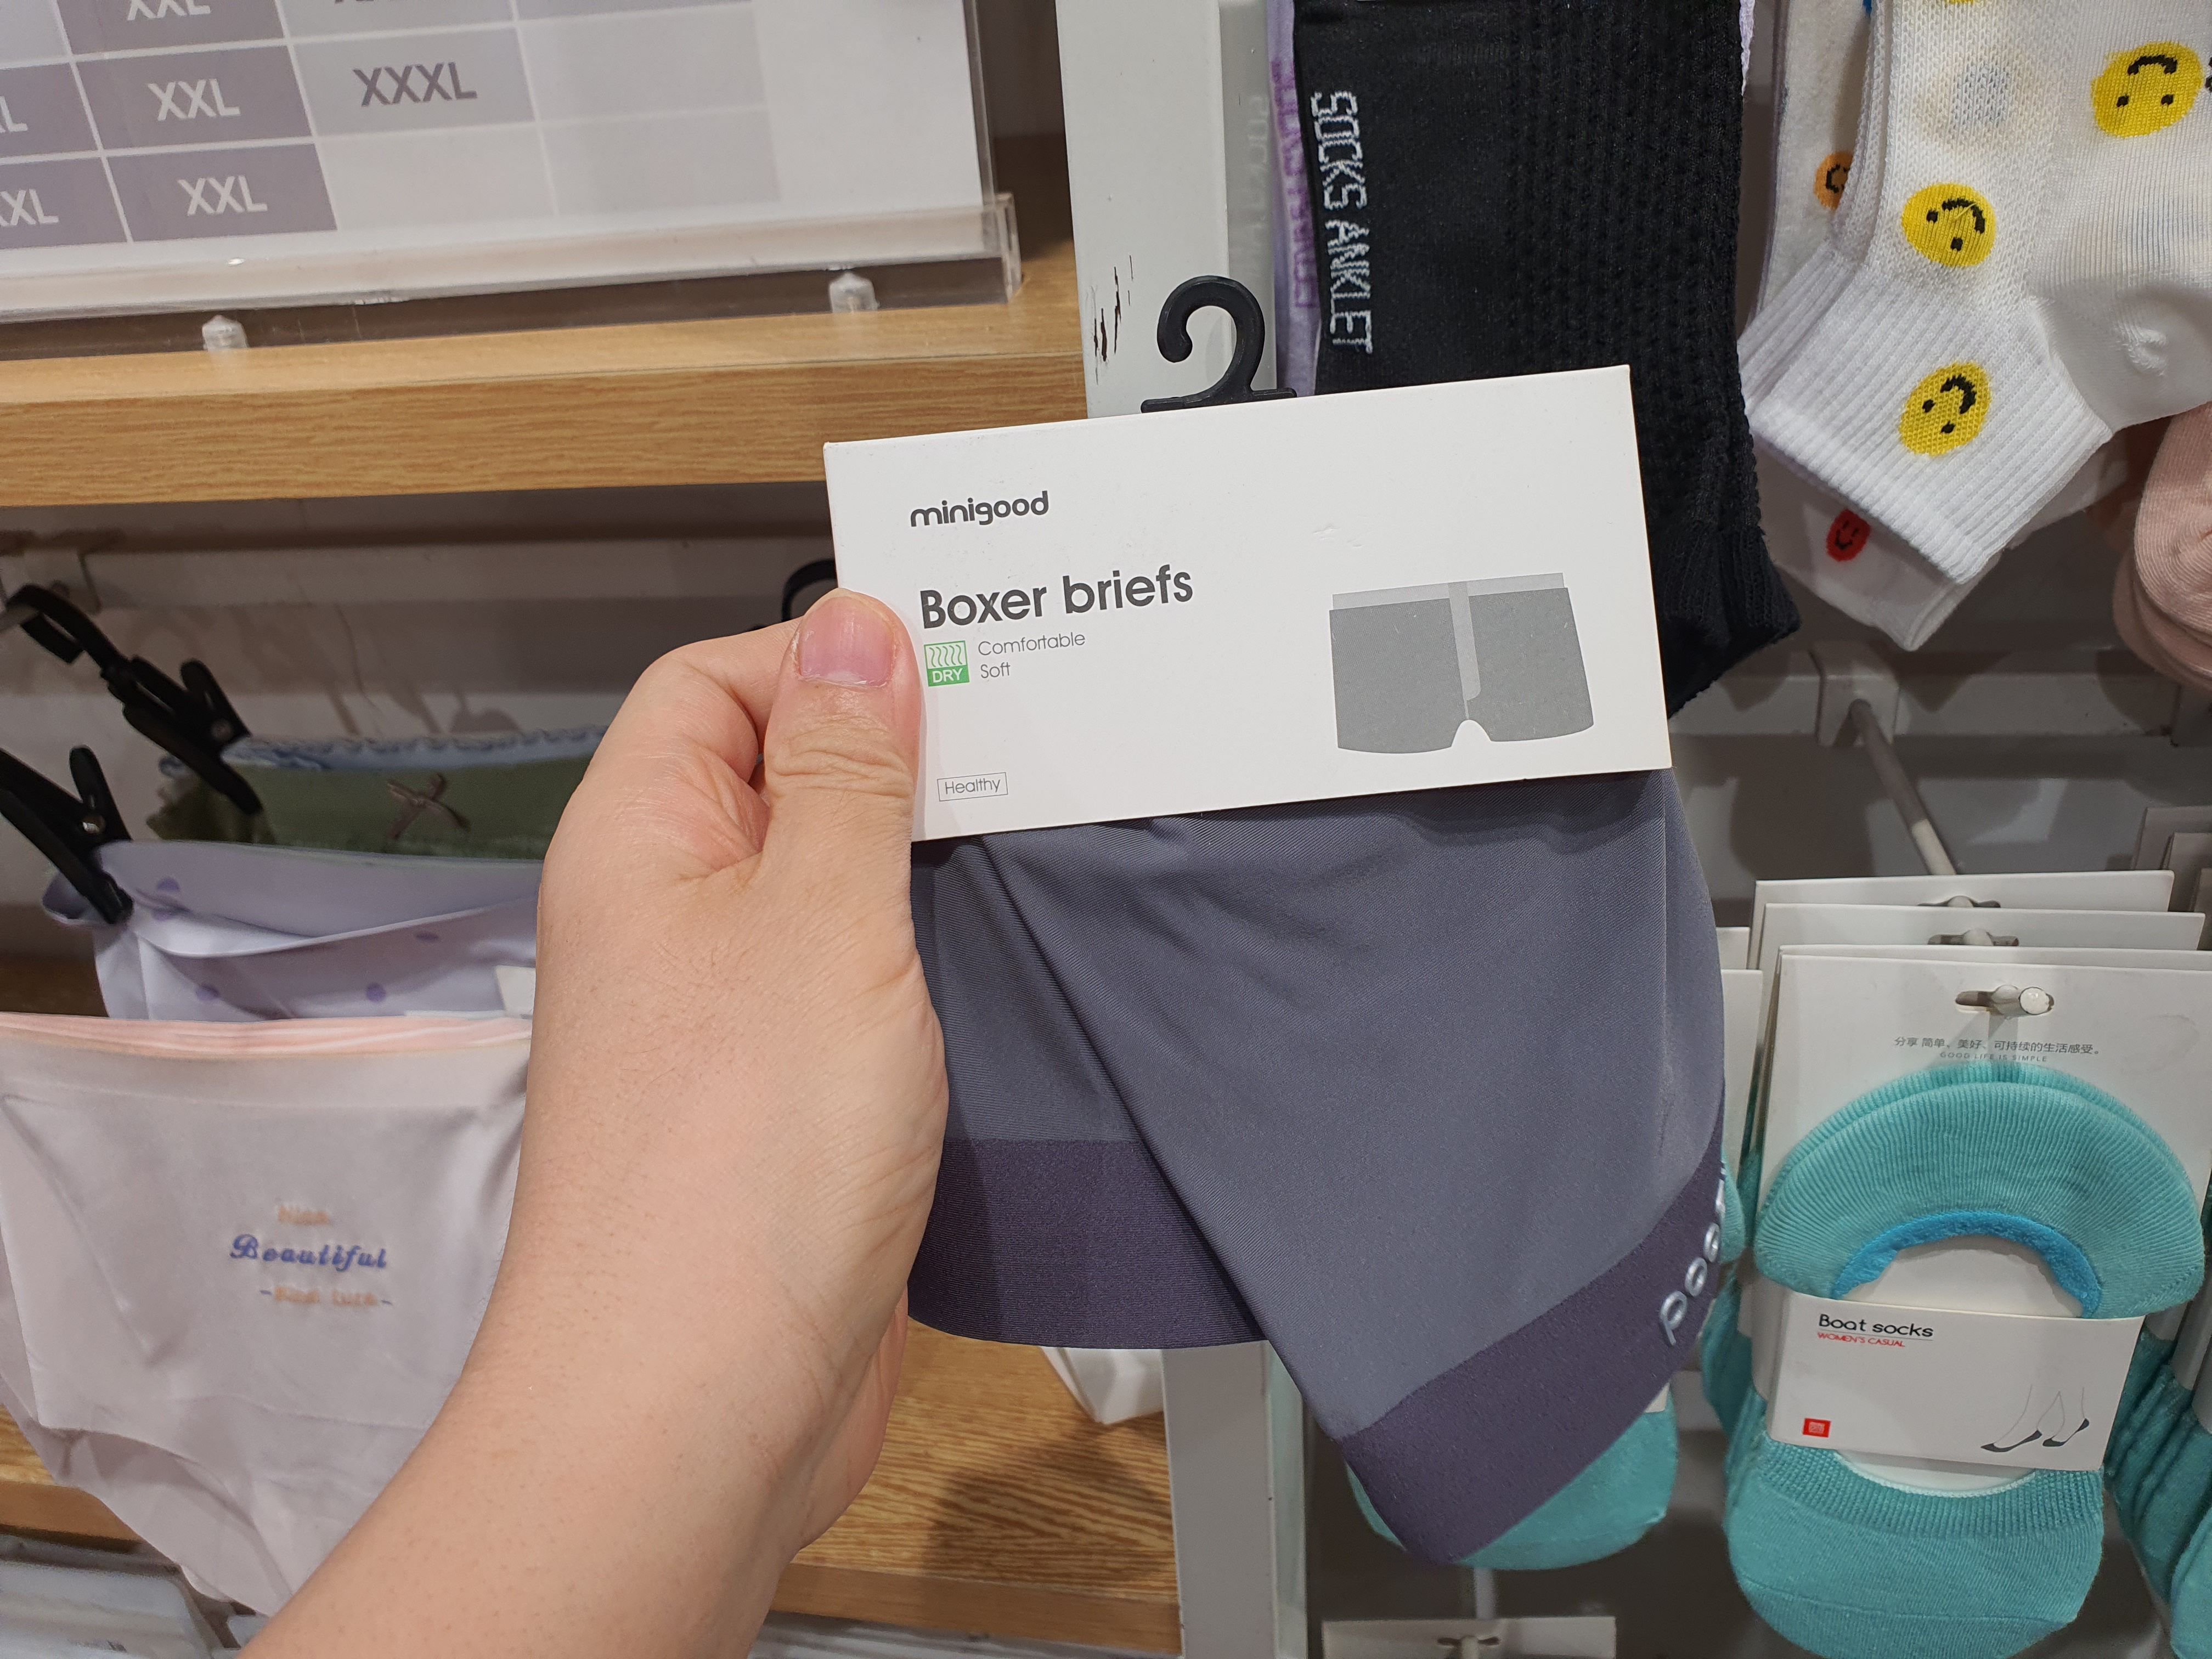 XXL
XXL
XXXL
XXL
SOCKS ANKLET
minigood
Boxer briefs
DRY
Comfortable
Soft
Healthy
Beautiful
分享 简单、美好、可持续的生活感受。
GOOD LIFE IS SIMPLE
Boat socks
WOMEN'S CASUAL